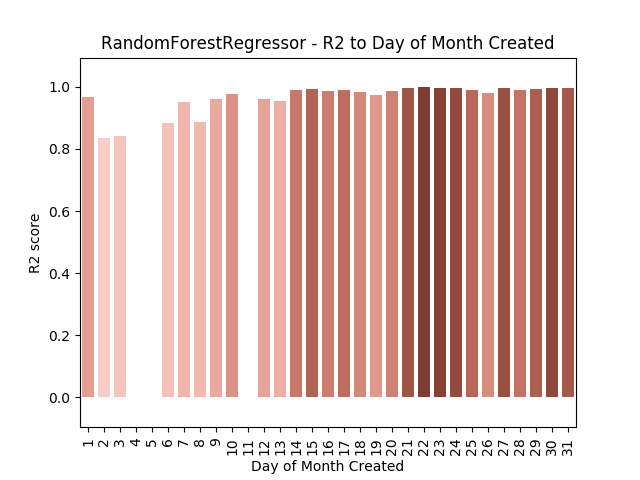 RandomForestRegressor - R2 to Day of Month Created
1.0
0.8
0.6
0.4
0.2
0.0
R2 score
1 2 3 4 5 6 7 8 9 10 11 12 13 14 15 16 17 18 19 20 21 22 23 24 25 26 27 28 29 30 31
Day of Month Created